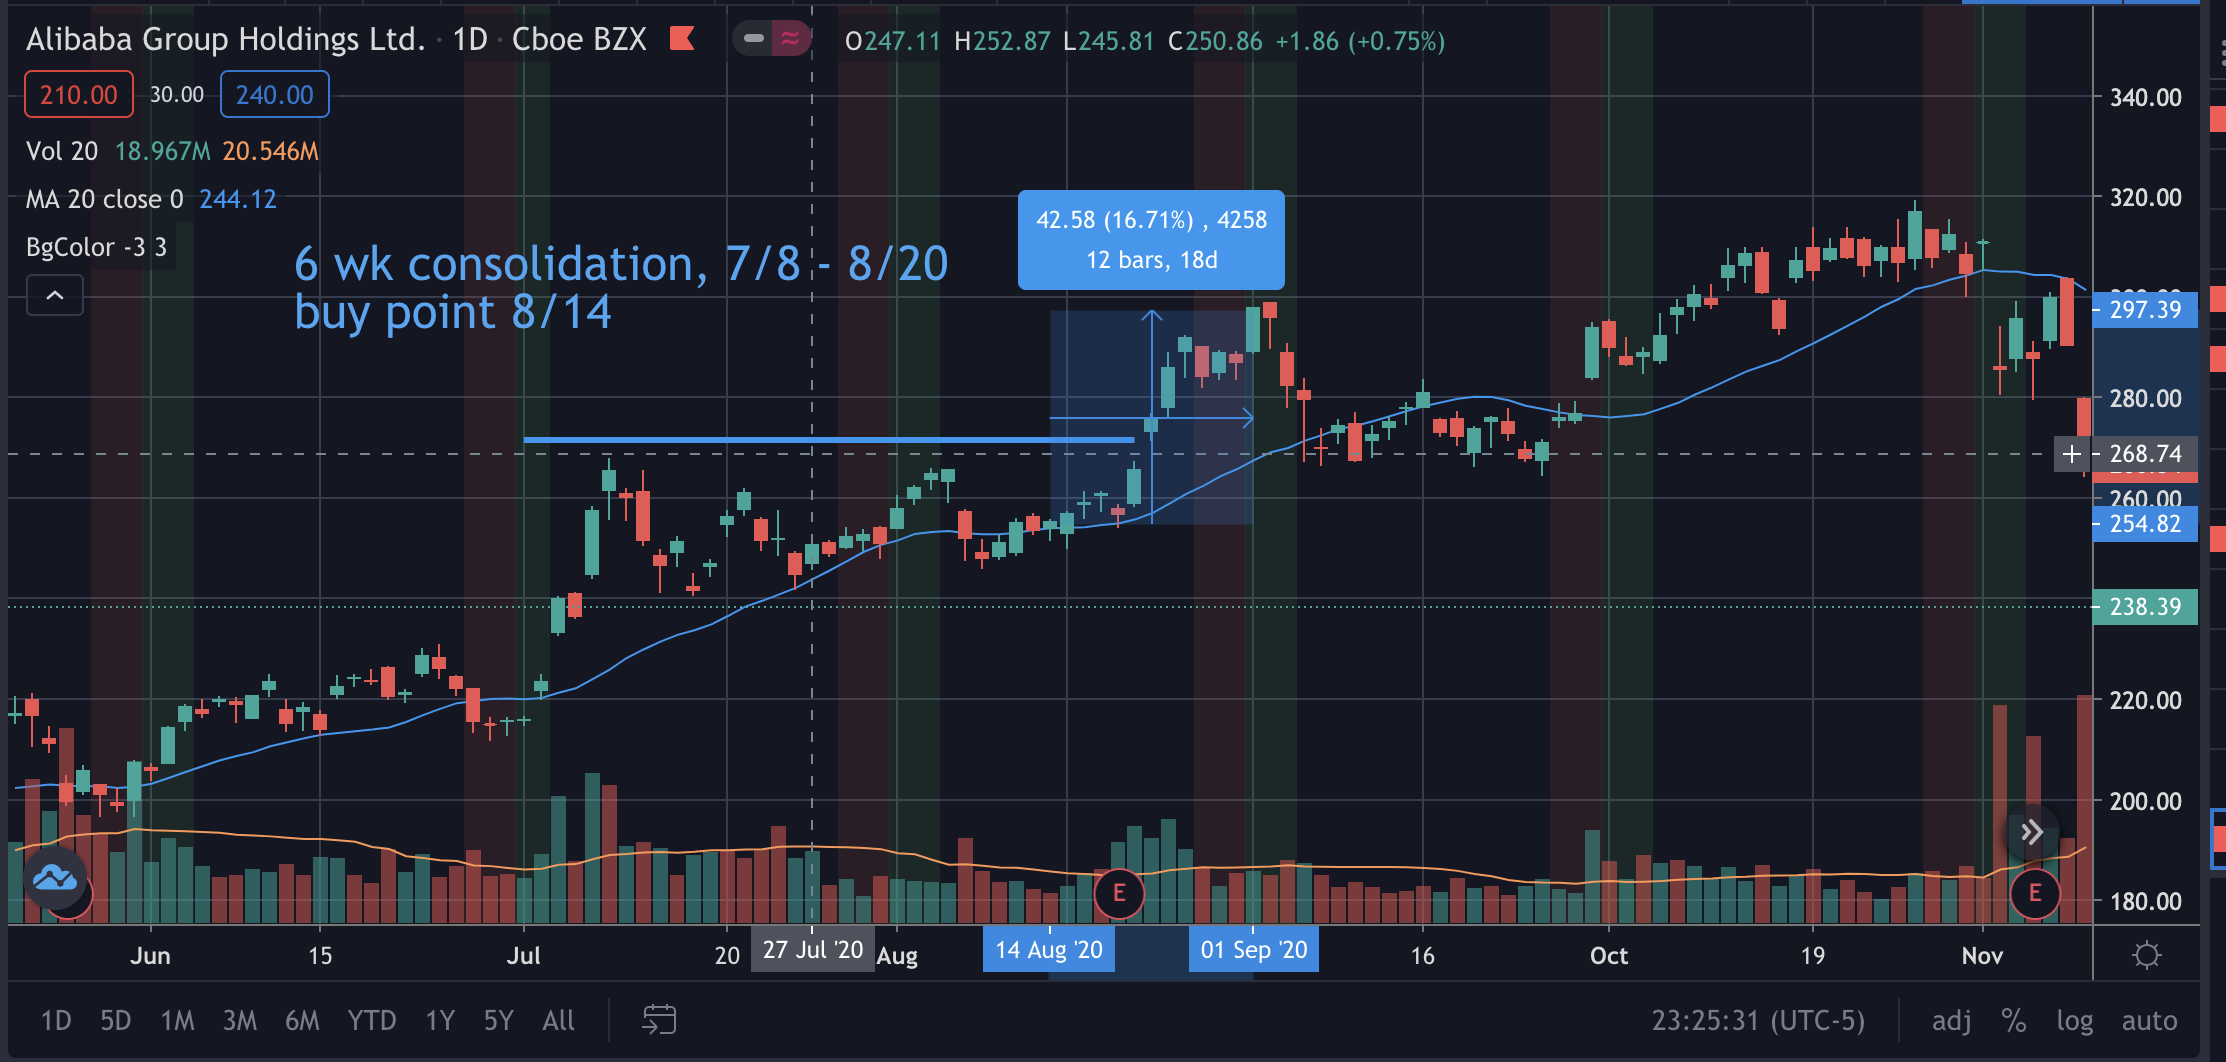 Alibaba Group Holdings Ltd. · 1D · Cboe BZX O247.11 H252.87 L245.81 C250.86 +1.86 (+0.75%)
210.00 30.00 240.00
Vol 20 18.967M 20.546M
MA 20 close 0 244.12
BgColor -3 3
6 wk consolidation, 7/8 - 8/20
buy point 8/14
42.58 (16.71%) , 4258
12 bars, 18d
340.00
320.00
297.39
280.00
268.74
260.00
254.82
238.39
220.00
200.00
180.00
E E
Jun 15 Jul 20 27 Jul '20 Aug 14 Aug '20 01 Sep '20 16 Oct 19 Nov
1D 5D 1M 3M 6M YTD 1Y 5Y All 23:25:31 (UTC-5) adj % log auto